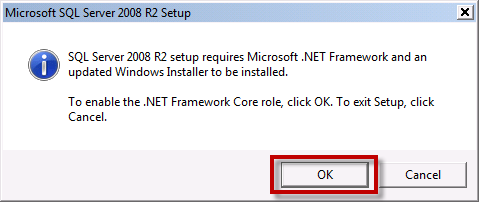 Microsoft SQL Server 2008 R2 Setup
SQL Server 2008 R2 setup requires Microsoft .NET Framework and an
updated Windows Installer to be installed.
To enable the .NET Framework Core role, click OK. To exit Setup, click
Cancel.
OK
Cancel